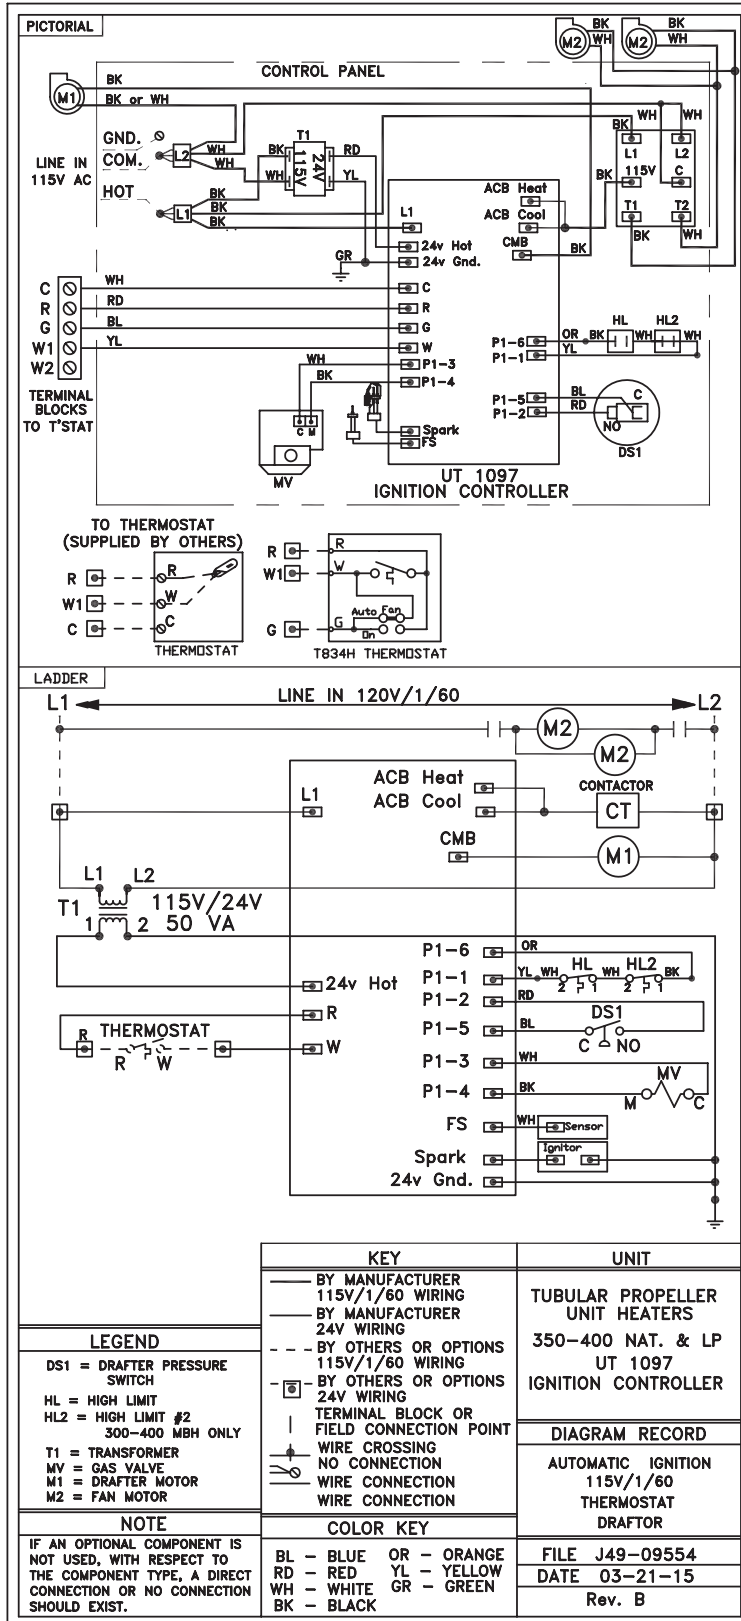 PICTORIAL
M2
M2
BK
WH
BK
WH
CONTROL PANEL
M1
BK
BK or WH
GND.
COM.
LINE IN
115V AC
HOT
L2
WH
WH
BK
WH
T1
115V
24V
RD
YL
L1
BK
BK
BK
WH
WH
BK
L1
L2
115V
C
BK
T1
T2
BK
WH
ACB Heat
ACB Cool
L1
CMB
BK
24v Hot
24v Gnd.
GR
C
WH
C
R
RD
R
G
BL
G
W1
YL
W
W2
TERMINAL
BLOCKS
TO T'STAT
WH
P1-3
BK
P1-4
C M
MV
Spark
FS
P1-6
OR
BK
HL
WH
HL2
WH
P1-1
YL
P1-5
BL
C
P1-2
RD
NO
DS1
UT 1097
IGNITION CONTROLLER
TO THERMOSTAT
(SUPPLIED BY OTHERS)
R
R
W1
W
C
C
THERMOSTAT
R
R
W1
W
Auto Fan
G
G
On
T834H THERMOSTAT
LADDER
L1
LINE IN 120V/1/60
L2
M2
M2
ACB Heat
ACB Cool
L1
CONTACTOR
CT
CMB
M1
L1
L2
T1
115V/24V
50 VA
1
2
P1-6
OR
P1-1
YL
WH
HL
WH
HL2
BK
2
1
2
1
24v Hot
P1-2
RD
R
P1-5
BL
DS1
C
NO
R
THERMOSTAT
R
W
W
P1-3
WH
P1-4
BK
MV
M
C
FS
WH
Sensor
Ignitor
Spark
24v Gnd.
KEY
BY MANUFACTURER
115V/1/60 WIRING
BY MANUFACTURER
24V WIRING
BY OTHERS OR OPTIONS
115V/1/60 WIRING
BY OTHERS OR OPTIONS
24V WIRING
TERMINAL BLOCK OR
FIELD CONNECTION POINT
WIRE CROSSING
NO CONNECTION
WIRE CONNECTION
WIRE CONNECTION
UNIT
TUBULAR PROPELLER
UNIT HEATERS
350-400 NAT. & LP
UT 1097
IGNITION CONTROLLER
LEGEND
DS1 = DRAFTER PRESSURE
SWITCH
HL = HIGH LIMIT
HL2 = HIGH LIMIT #2
300-400 MBH ONLY
T1 = TRANSFORMER
MV = GAS VALVE
M1 = DRAFTER MOTOR
M2 = FAN MOTOR
DIAGRAM RECORD
AUTOMATIC IGNITION
115V/1/60
THERMOSTAT
DRAFTOR
NOTE
IF AN OPTIONAL COMPONENT IS
NOT USED, WITH RESPECT TO
THE COMPONENT TYPE, A DIRECT
CONNECTION OR NO CONNECTION
SHOULD EXIST.
COLOR KEY
BL - BLUE OR - ORANGE
RD - RED YL - YELLOW
WH - WHITE GR - GREEN
BK - BLACK
FILE J49-09554
DATE 03-21-15
Rev. B